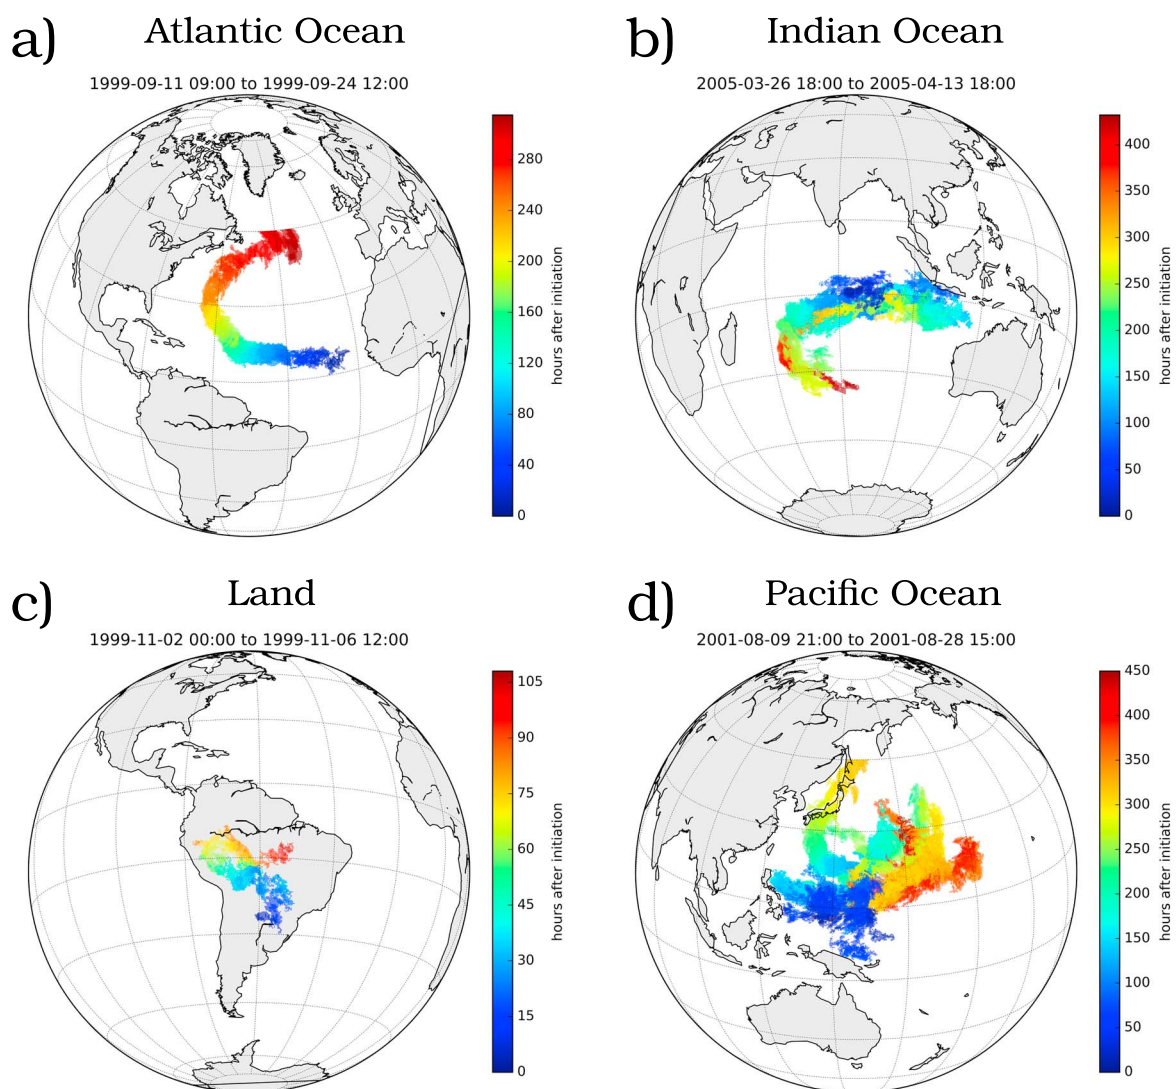 a) Atlantic Ocean
1999-09-11 09:00 to 1999-09-24 12:00
280
240
200
160
120
80
40
0
hours after initiation
b) Indian Ocean
2005-03-26 18:00 to 2005-04-13 18:00
400
350
300
250
200
150
100
50
0
hours after initiation
c) Land
1999-11-02 00:00 to 1999-11-06 12:00
105
90
75
60
45
30
15
0
hours after initiation
d) Pacific Ocean
2001-08-09 21:00 to 2001-08-28 15:00
450
400
350
300
250
200
150
100
50
0
hours after initiation